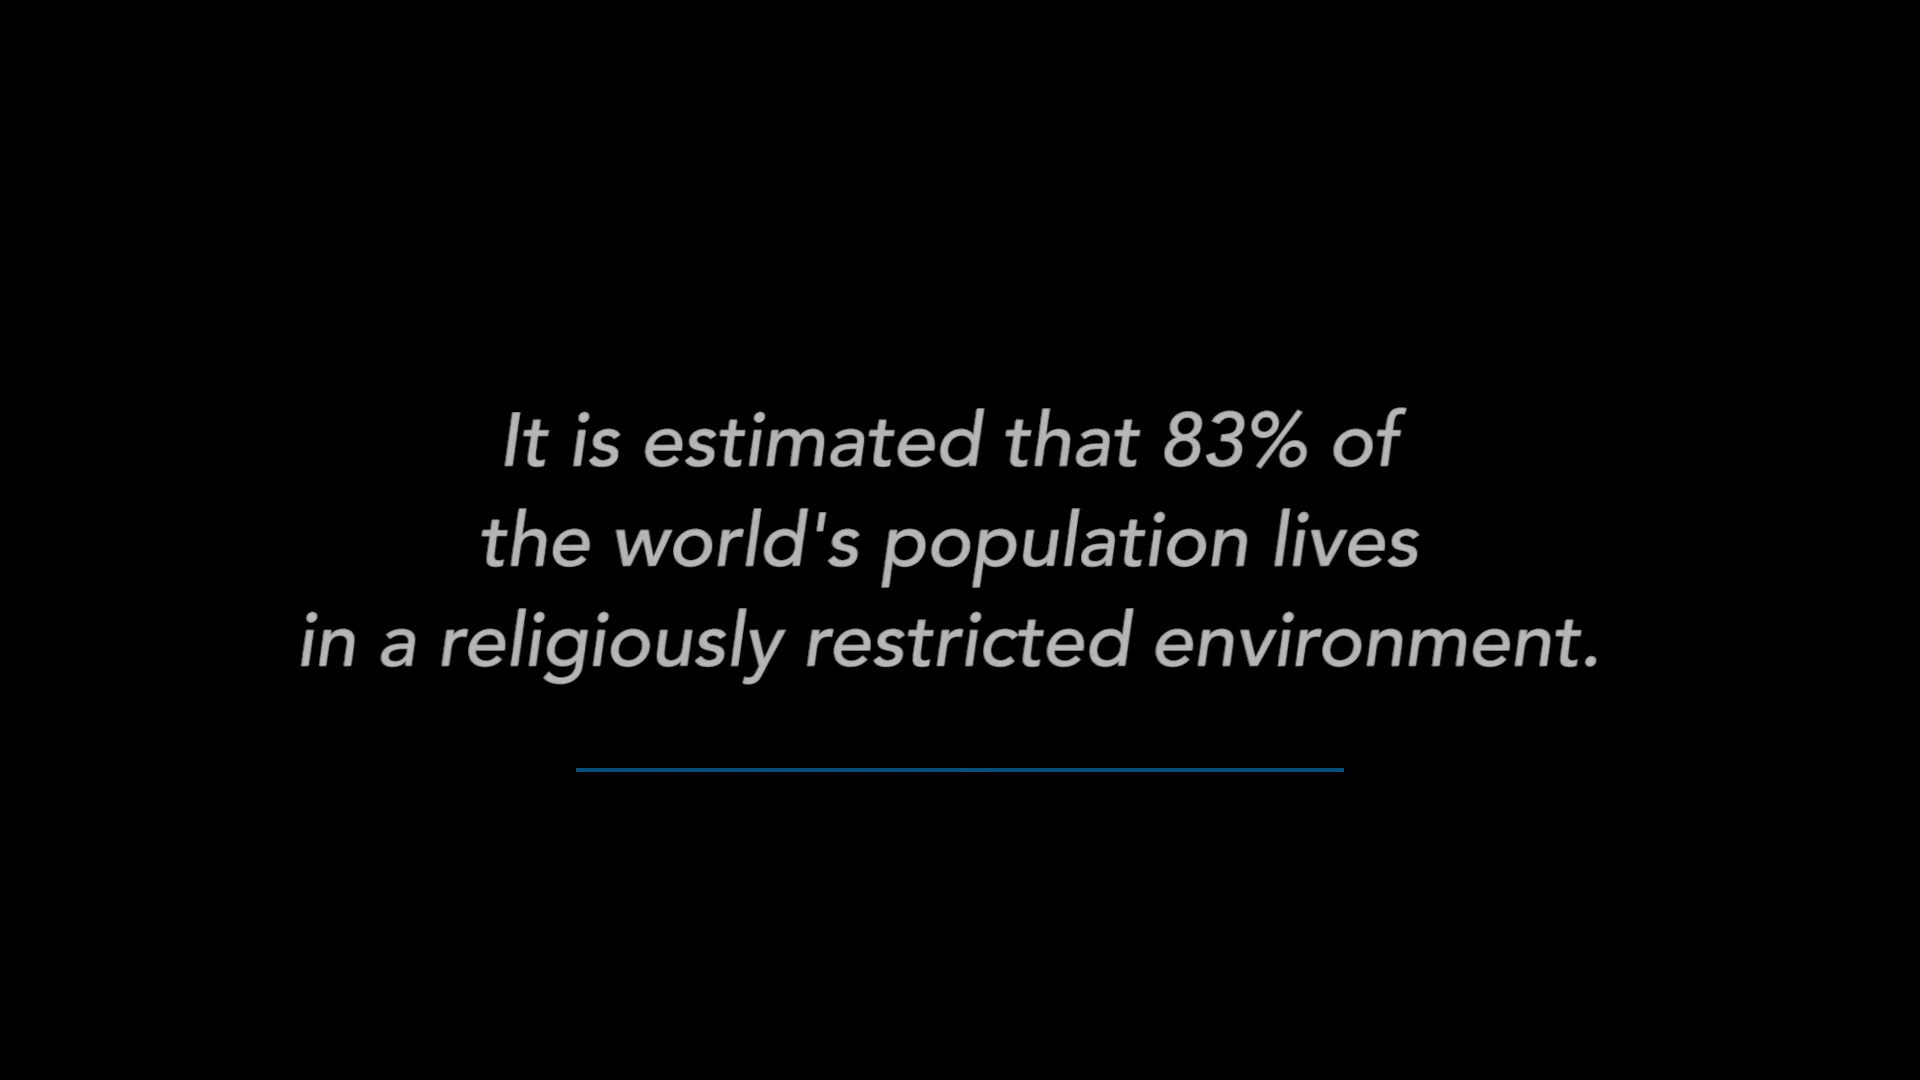 It is estimated that 83% of
the world's population lives
in a religiously restricted environment.